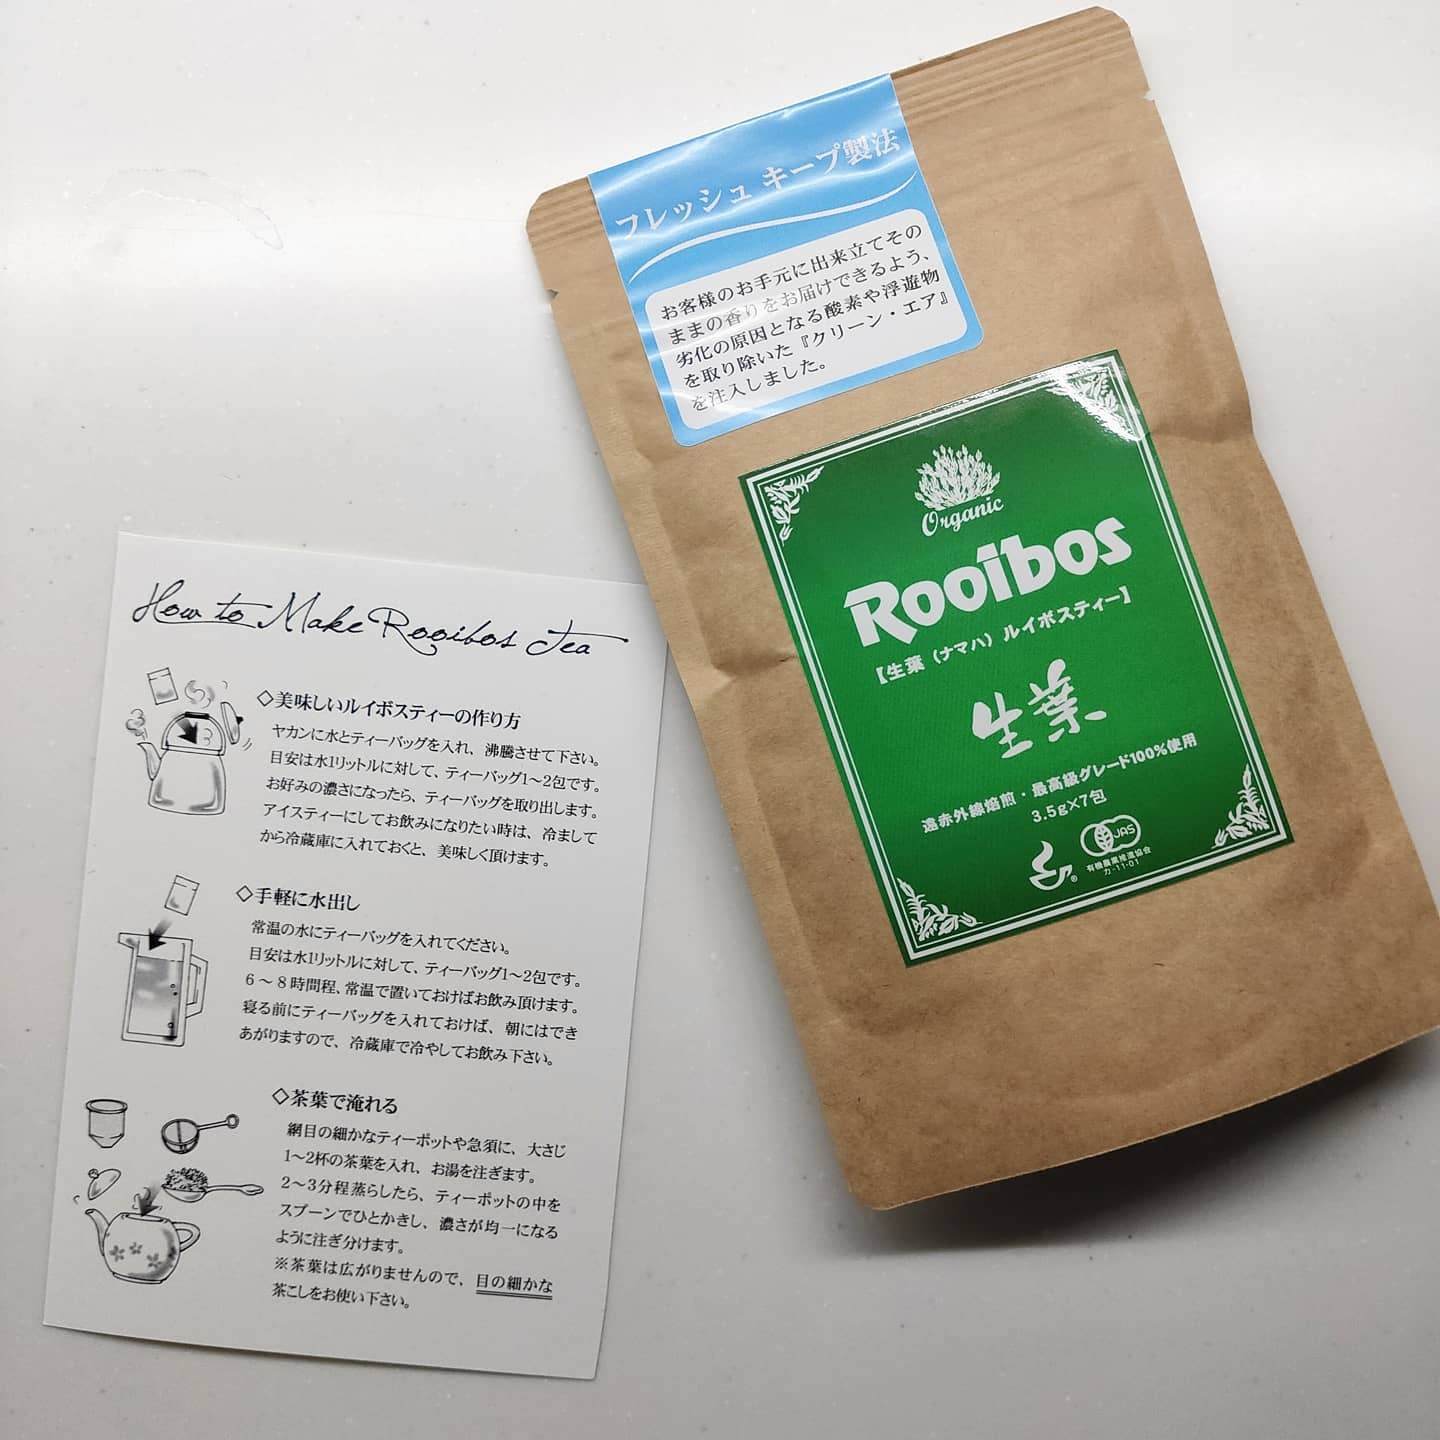 フレッシュ キープ製法
お客様のお手元に出来立てその
ままの香りをお届けできるよう、
劣化の原因となる酸素や浮遊物
を取り除いた『クリーン・エア』
を注入しました。
Organic
Rooibos
【生葉（ナマハ）ルイボスティー】
生葉
遠赤外線焙煎・最高級グレード100%使用
3.5g×7包
JAS
®
有機農業推進協会
カ-11-01
How to Make Rooibos Tea
◇美味しいルイボスティーの作り方
ヤカンに水とティーバッグを入れ、沸騰させて下さい。
目安は水1リットルに対して、ティーバッグ1～2包です。
お好みの濃さになったら、ティーバッグを取り出します。
アイスティーにしてお飲みになりたい時は、冷まして
から冷蔵庫に入れておくと、美味しく頂けます。
◇手軽に水出し
常温の水にティーバッグを入れてください。
目安は水1リットルに対して、ティーバッグ1～2包です。
6～8時間程、常温で置いておけばお飲み頂けます。
寝る前にティーバッグを入れておけば、朝にはでき
あがりますので、冷蔵庫で冷やしてお飲み下さい。
◇茶葉で淹れる
網目の細かなティーポットや急須に、大さじ
1～2杯の茶葉を入れ、お湯を注ぎます。
2～3分程蒸らしたら、ティーポットの中を
スプーンでひとかきし、濃さが均一になる
ように注ぎ分けます。
※茶葉は広がりませんので、目の細かな
茶こしをお使い下さい。